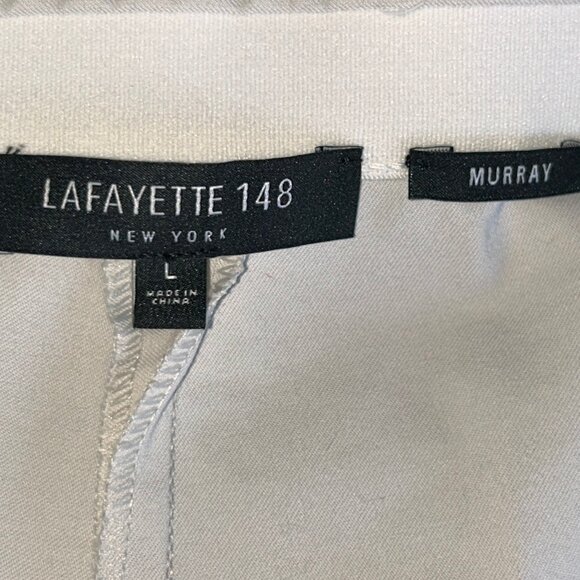 LAFAYETTE 148
NEW YORK
L
MADE IN
CHINA
MURRAY